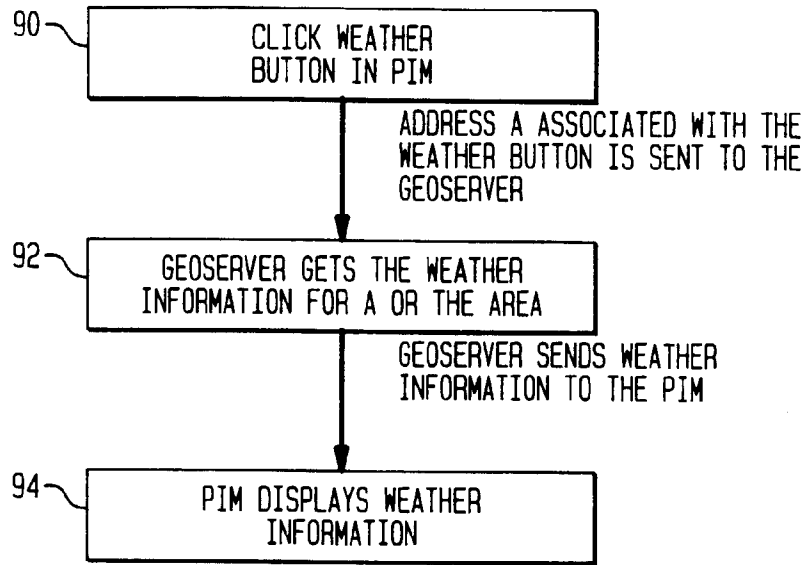 90
CLICK WEATHER
BUTTON IN PIM
ADDRESS A ASSOCIATED WITH THE
WEATHER BUTTON IS SENT TO THE
GEOSERVER
92
GEOSERVER GETS THE WEATHER
INFORMATION FOR A OR THE AREA
GEOSERVER SENDS WEATHER
INFORMATION TO THE PIM
94
PIM DISPLAYS WEATHER
INFORMATION